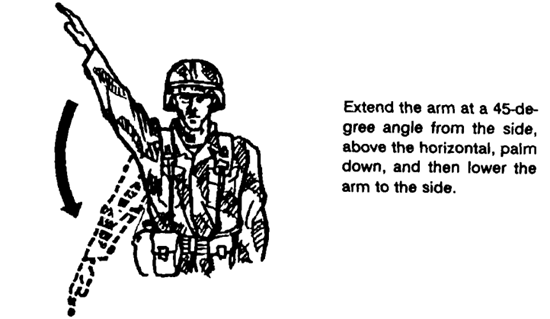 Extend the arm at a 45-de-
gree angle from the side,
above the horizontal, palm
down, and then lower the
arm to the side.